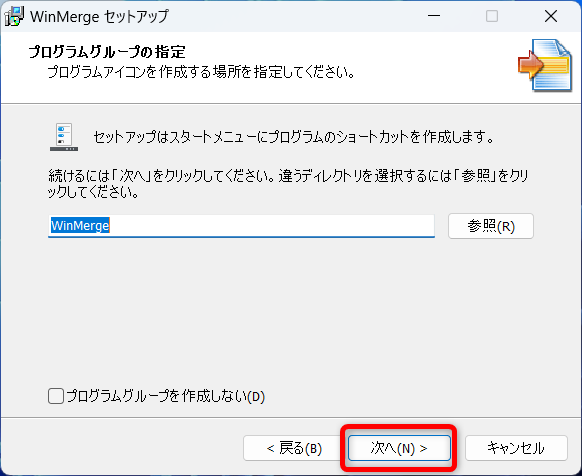 WinMerge セットアップ
プログラムグループの指定
プログラムアイコンを作成する場所を指定してください。
セットアップはスタートメニューにプログラムのショートカットを作成します。
続けるには「次へ」をクリックしてください。違うディレクトリを選択するには「参照」をクリ
ックしてください。
WinMerge
参照(R)
プログラムグループを作成しない(D)
< 戻る(B)
次へ(N) >
キャンセル